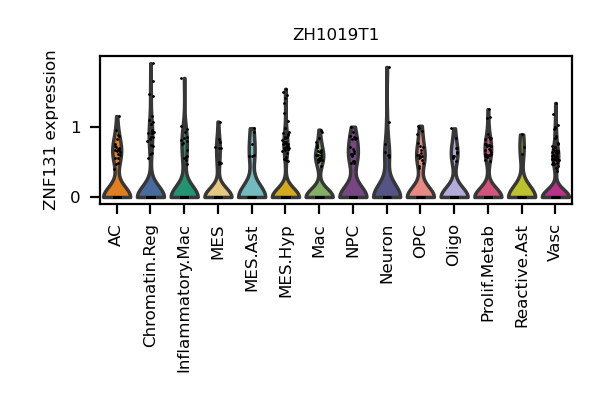 ZH1019T1
ZNF131 expression
1
0
AC
Chromatin.Reg
Inflammatory.Mac
MES
MES.Ast
MES.Hyp
Mac
NPC
Neuron
OPC
Oligo
Prolif.Metab
Reactive.Ast
Vasc